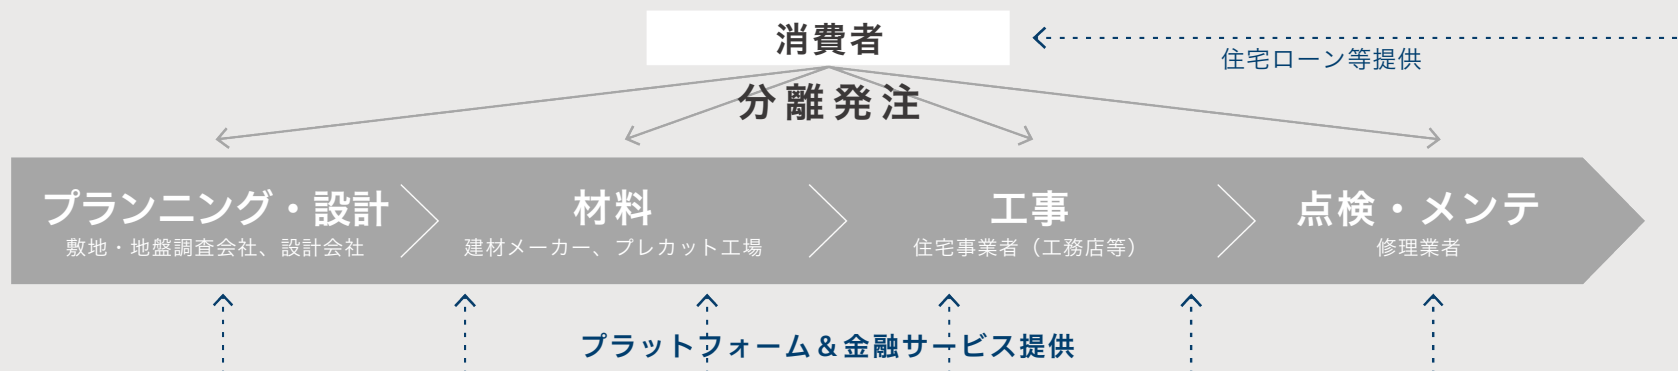 消費者
住宅ローン等提供
分離発注
プランニング・設計
敷地・地盤調査会社、設計会社
材料
建材メーカー、プレカット工場
工事
住宅事業者（工務店等）
点検・メンテ
修理業者
プラットフォーム＆金融サービス提供